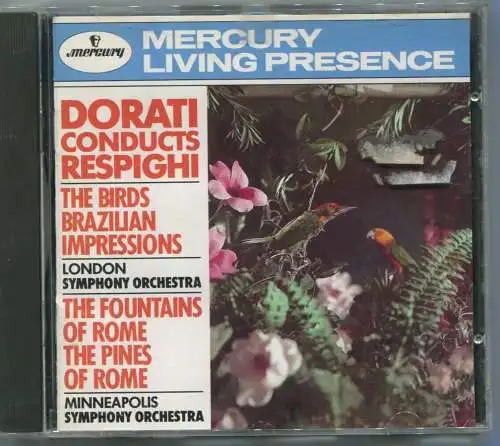 mercury
MERCURY
LIVING PRESENCE
DORATI
CONDUCTS
RESPIGHI
THE BIRDS
BRAZILIAN
IMPRESSIONS
LONDON
SYMPHONY ORCHESTRA
THE FOUNTAINS
OF ROME
THE PINES
OF ROME
MINNEAPOLIS
SYMPHONY ORCHESTRA